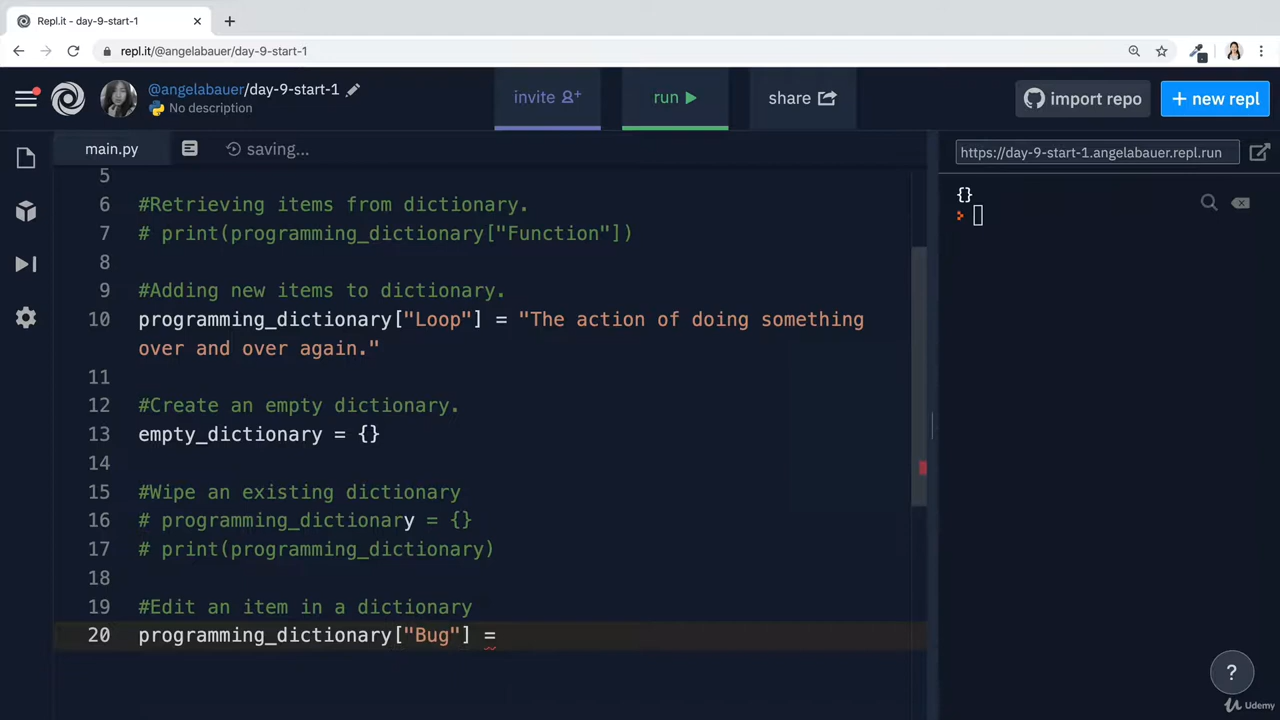 Repl.it - day-9-start-1
repl.it/@angelabauer/day-9-start-1
@angelabauer/day-9-start-1
No description
invite
run
share
import repo
+ new repl
main.py
saving...
https://day-9-start-1.angelabauer.repl.run
5
6 #Retrieving items from dictionary.
7 # print(programming_dictionary["Function"])
8
9 #Adding new items to dictionary.
10 programming_dictionary["Loop"] = "The action of doing something
over and over again."
11
12 #Create an empty dictionary.
13 empty_dictionary = {}
14
15 #Wipe an existing dictionary
16 # programming_dictionary = {}
17 # print(programming_dictionary)
18
19 #Edit an item in a dictionary
20 programming_dictionary["Bug"] =
{}
?
Udemy